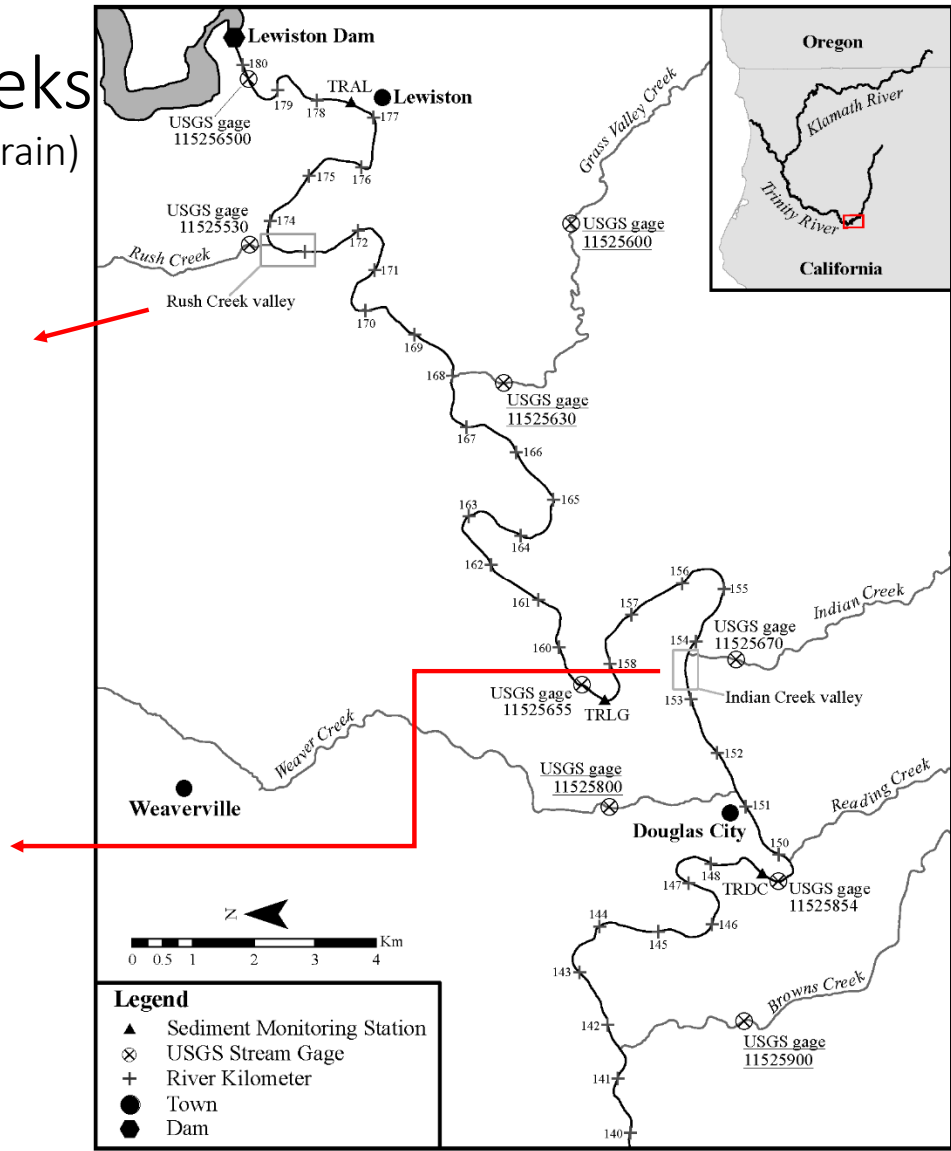 eks
rain)
Lewiston Dam
180
USGS gage
115256500
179
178
TRAL
Lewiston
177
176
175
174
USGS gage
11525530
Rush Creek
Rush Creek valley
172
171
170
169
168
Grass Valley Creek
USGS gage
11525600
USGS gage
11525630
167
166
165
164
163
162
161
160
USGS gage
11525655
TRLG
158
157
156
155
154
Indian Creek
USGS gage
11525670
Indian Creek valley
153
152
151
Weaver Creek
Weaverville
USGS gage
11525800
Douglas City
Reading Creek
150
TRDC
USGS gage
11525854
148
147
146
145
144
143
142
141
140
Browns Creek
USGS gage
11525900
Oregon
Klamath River
Trinity River
California
N
Km
0 0.5 1 2 3 4
Legend
Sediment Monitoring Station
USGS Stream Gage
River Kilometer
Town
Dam